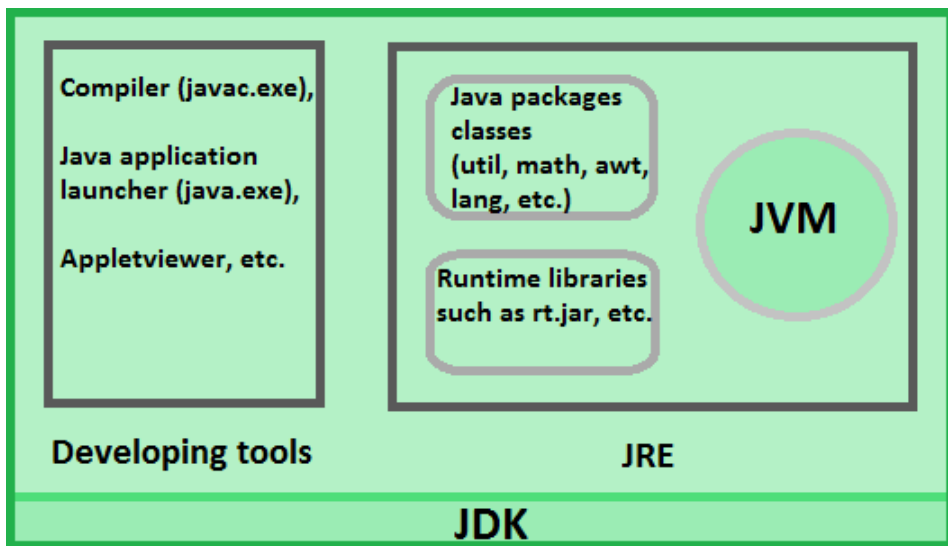 Compiler (javac.exe),
Java application
launcher (java.exe),
Appletviewer, etc.
Developing tools
Java packages
classes
(util, math, awt,
lang, etc.)
Runtime libraries
such as rt.jar, etc.
JVM
JRE
JDK